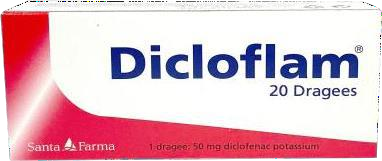 Dicloflam®
20 Dragees
Santa Farma
1 dragee: 50 mg diclofenac potassium